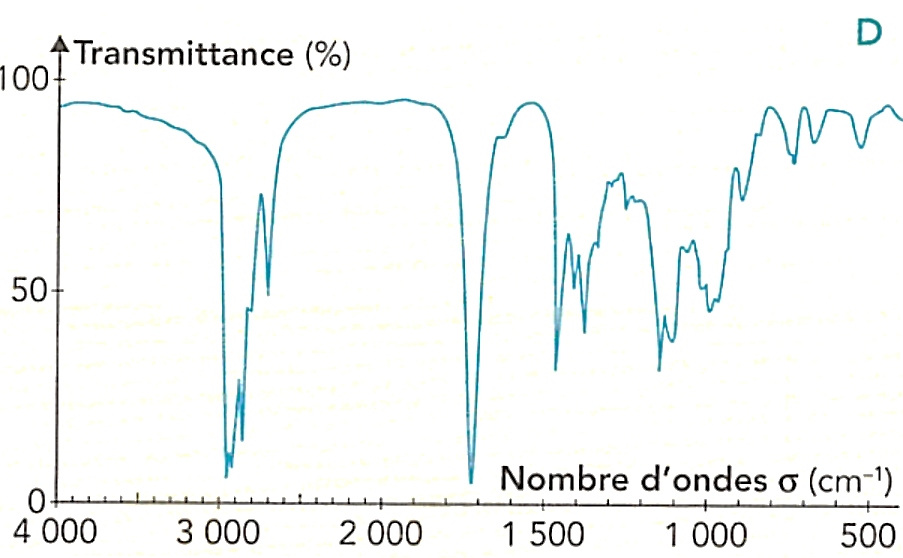 D
Transmittance (%)
100
50
0
Nombre d'ondes σ (cm⁻¹)
4 000 3 000 2 000 1 500 1 000 500